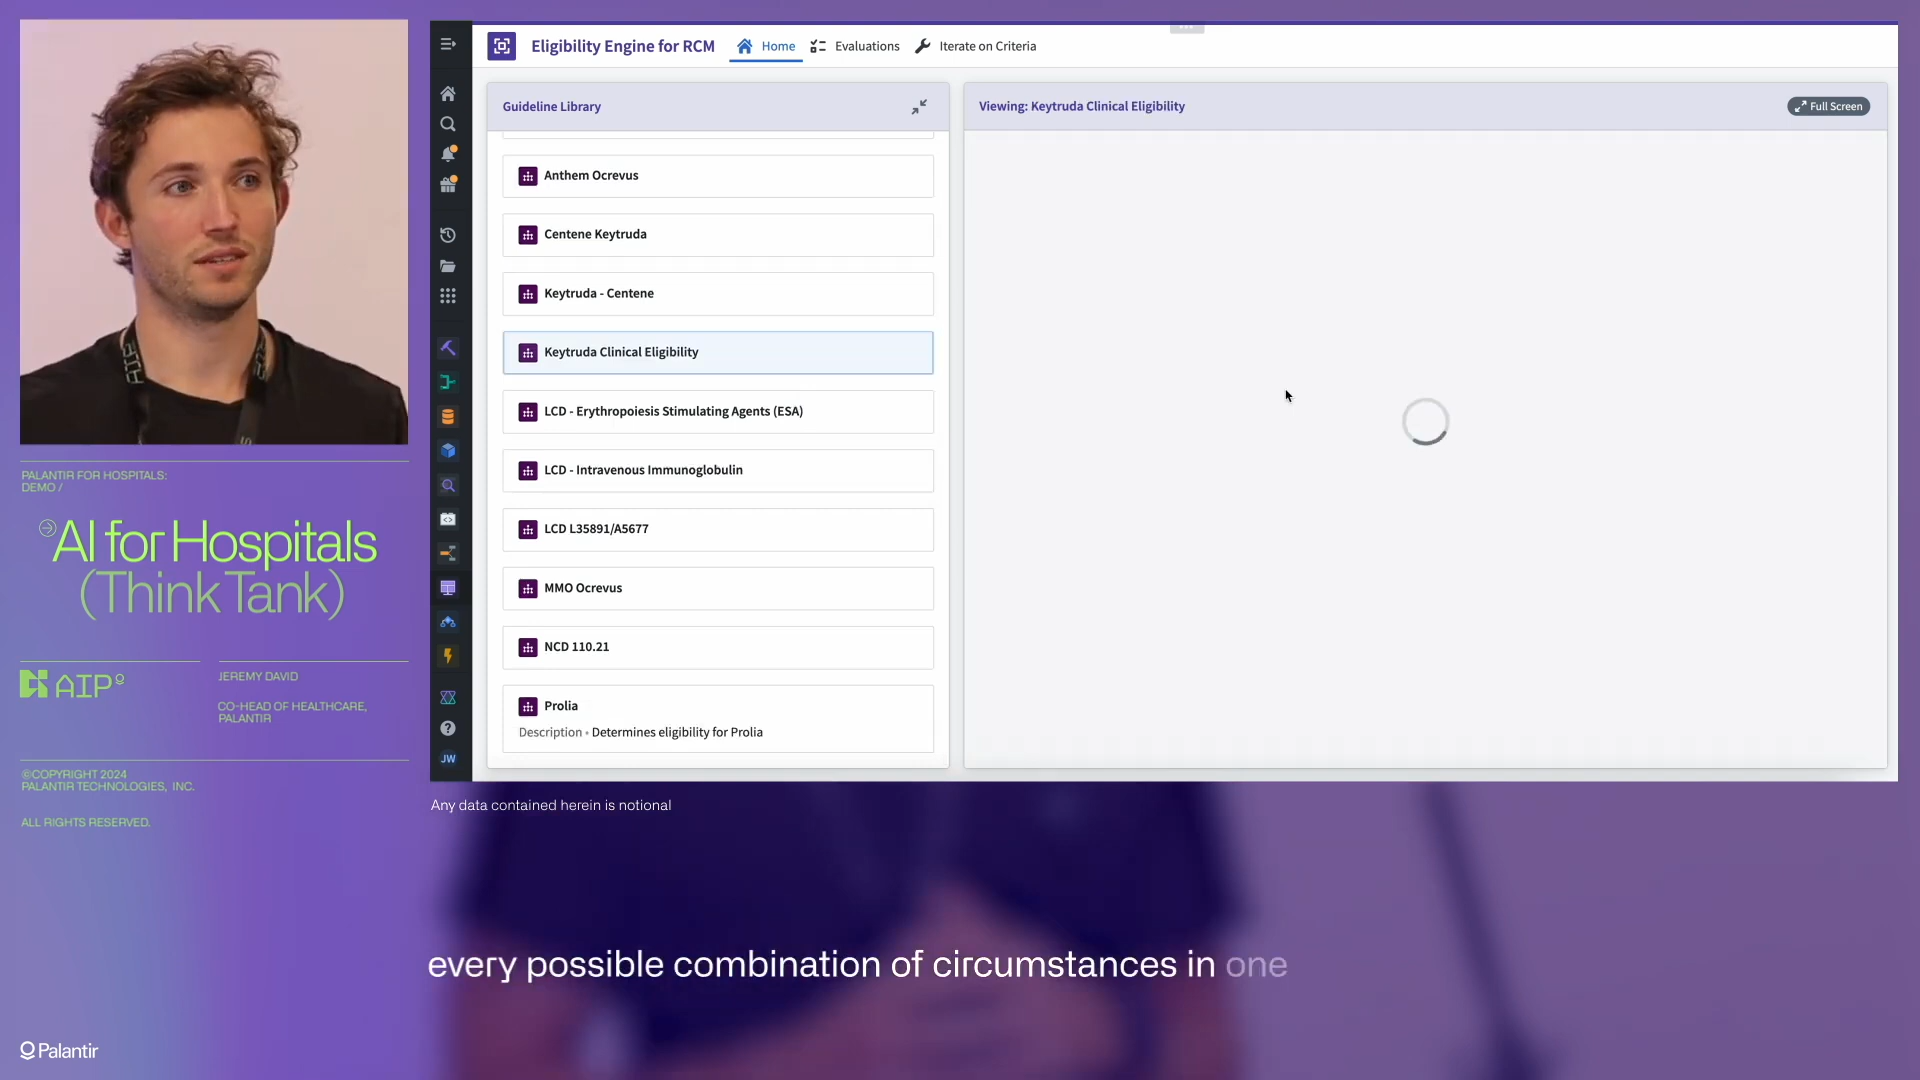 PALANTIR FOR HOSPITALS:
DEMO /
AI for Hospitals
(Think Tank)
AIP
JEREMY DAVID
CO-HEAD OF HEALTHCARE,
PALANTIR
©COPYRIGHT 2024
PALANTIR TECHNOLOGIES, INC.
ALL RIGHTS RESERVED.
Palantir
Eligibility Engine for RCM
Home
Evaluations
Iterate on Criteria
Guideline Library
Anthem Ocrevus
Centene Keytruda
Keytruda - Centene
Keytruda Clinical Eligibility
LCD - Erythropoiesis Stimulating Agents (ESA)
LCD - Intravenous Immunoglobulin
LCD L35891/A5677
MMO Ocrevus
NCD 110.21
Prolia
Description • Determines eligibility for Prolia
Viewing: Keytruda Clinical Eligibility
Full Screen
JW
Any data contained herein is notional
every possible combination of circumstances in one